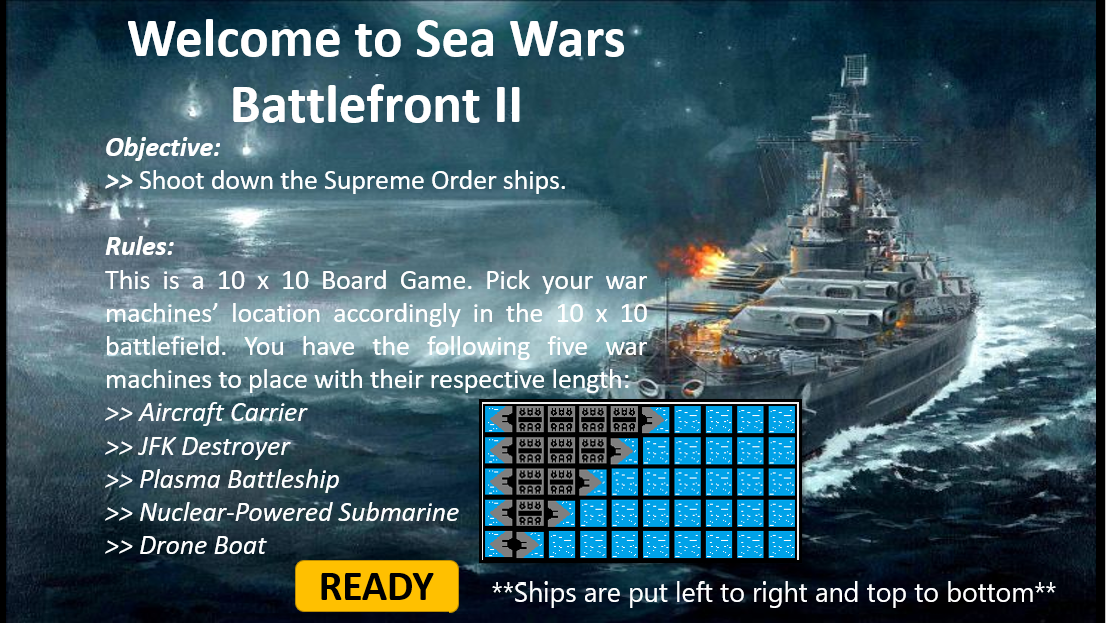 Welcome to Sea Wars
Battlefront II
Objective:
>> Shoot down the Supreme Order ships.
Rules:
This is a 10 x 10 Board Game. Pick your war
machines’ location accordingly in the 10 x 10
battlefield. You have the following five war
machines to place with their respective length:
>> Aircraft Carrier
>> JFK Destroyer
>> Plasma Battleship
>> Nuclear-Powered Submarine
>> Drone Boat
READY
**Ships are put left to right and top to bottom**